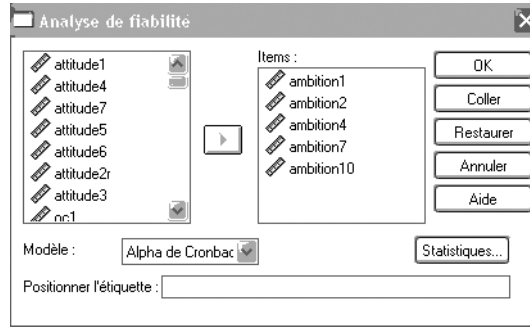 Analyse de fiabilité
attitude1
attitude4
attitude7
attitude5
attitude6
attitude2r
attitude3
oc1
Items :
ambition1
ambition2
ambition4
ambition7
ambition10
OK
Coller
Restaurer
Annuler
Aide
Modèle :
Alpha de Cronbac
Statistiques...
Positionner l'étiquette :